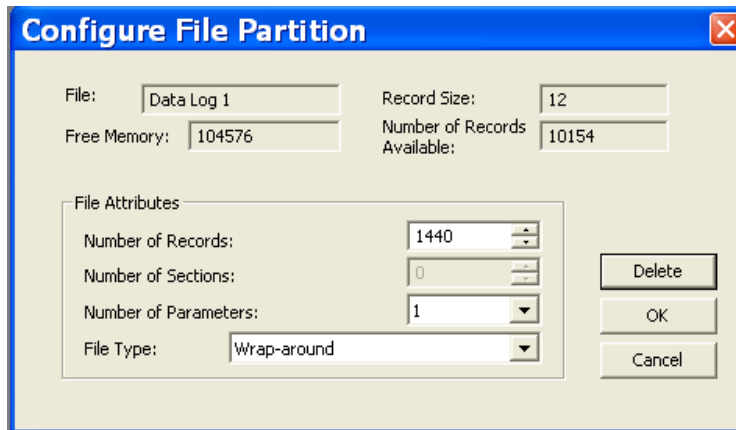 Configure File Partition
File: Data Log 1 Record Size: 12
Free Memory: 104576 Number of Records Available: 10154
File Attributes
Number of Records: 1440
Number of Sections: 0
Number of Parameters: 1
File Type: Wrap-around
Delete
OK
Cancel